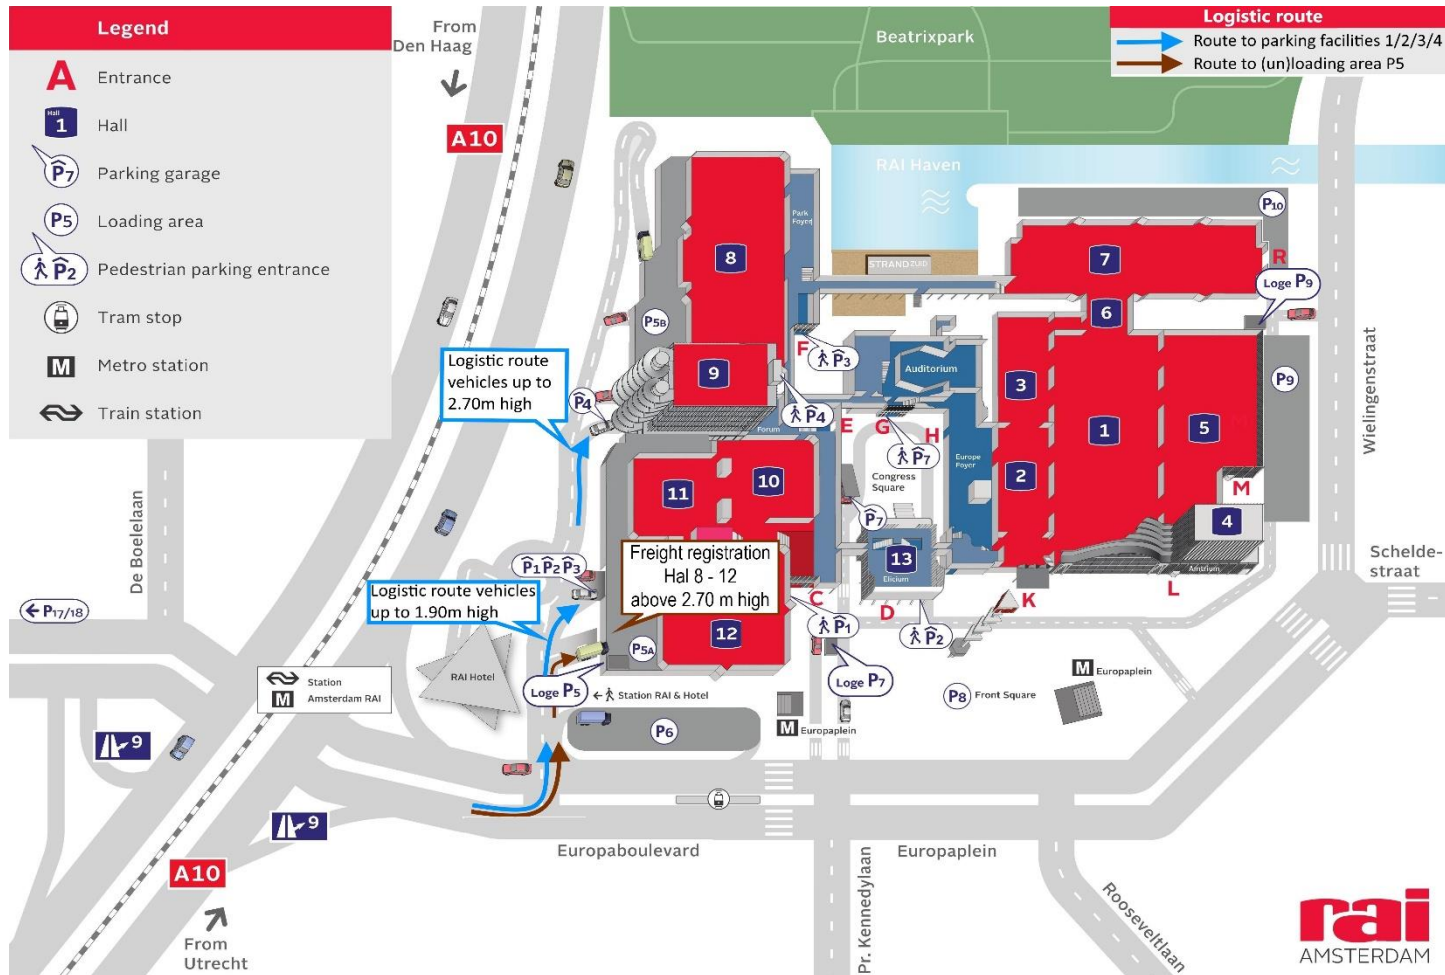 Legend
A Entrance
Hall
1
Hall
P7 Parking garage
P5 Loading area
P2 Pedestrian parking entrance
Tram stop
M Metro station
Train station
From
Den Haag
A10
Beatrixpark
Logistic route
Route to parking facilities 1/2/3/4
Route to (un)loading area P5
RAI Haven
STRANDZUID
Park
Foyer
8
P5B
F
P3
9
P4
P4
Forum
Logistic route
vehicles up to
2.70m high
P10
7
R
Loge P9
6
P9
Auditorium
3
1
5
2
E
G
H
P7
Europe
Foyer
Congress
Square
P7
M
4
Amtrium
L
K
11
10
13
Elicium
D
P2
C
P1
Freight registration
Hal 8 - 12
above 2.70 m high
P1 P2 P3
Logistic route vehicles
up to 1.90m high
12
P5A
Loge P5
Station RAI & Hotel
Loge P7
RAI Hotel
Station
M Amsterdam RAI
P6
M Europaplein
P8 Front Square
M Europaplein
De Boelelaan
P17/18
Wielingenstraat
Schelde-
straat
9
9
A10
From
Utrecht
Europaboulevard
Europaplein
Pr. Kennedylaan
Rooseveltlaan
rai
AMSTERDAM